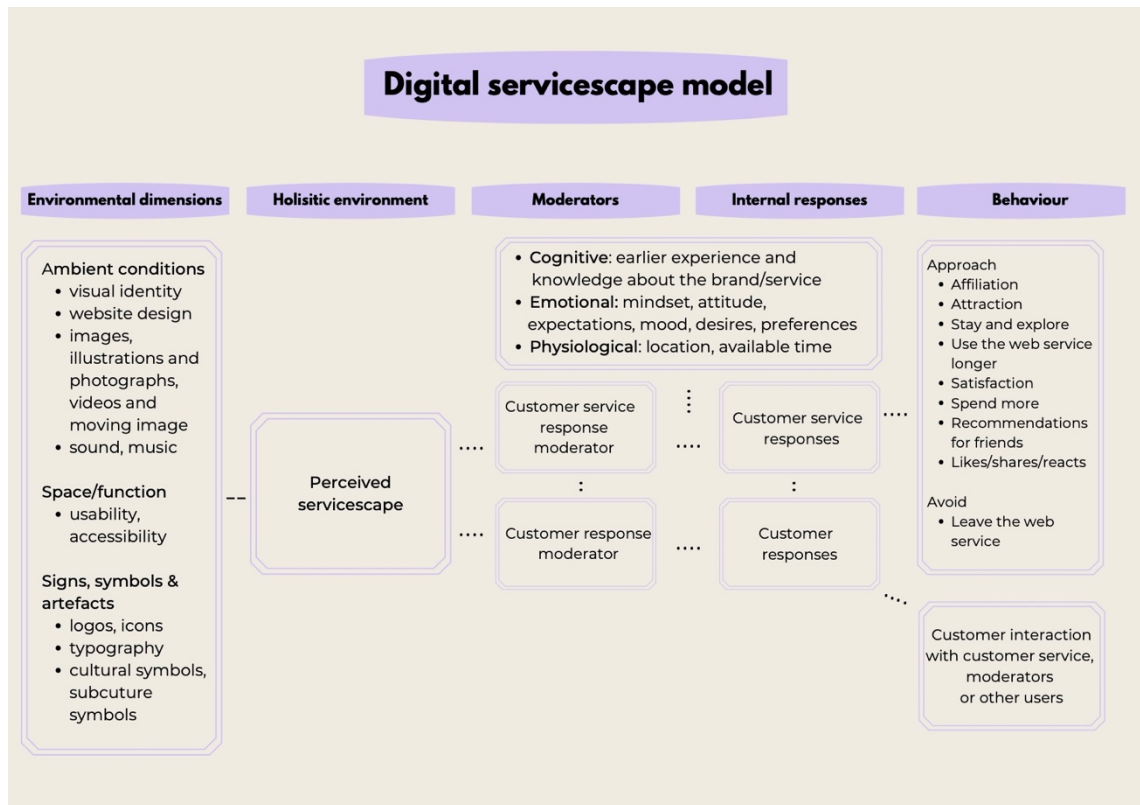 Digital servicescape model
Environmental dimensions
Holisitic environment
Moderators
Internal responses
Behaviour
Ambient conditions
• visual identity
• website design
• images,
illustrations and
photographs,
videos and
moving image
• sound, music
Space/function
• usability,
accessibility
Signs, symbols &
artefacts
• logos, icons
• typography
• cultural symbols,
subcuture
symbols
Perceived
servicescape
• Cognitive: earlier experience and
knowledge about the brand/service
• Emotional: mindset, attitude,
expectations, mood, desires, preferences
• Physiological: location, available time
Customer service
response
moderator
Customer response
moderator
Customer service
responses
Customer
responses
Approach
• Affiliation
• Attraction
• Stay and explore
• Use the web service
longer
• Satisfaction
• Spend more
• Recommendations
for friends
• Likes/shares/reacts
Avoid
• Leave the web
service
Customer interaction
with customer service,
moderators
or other users